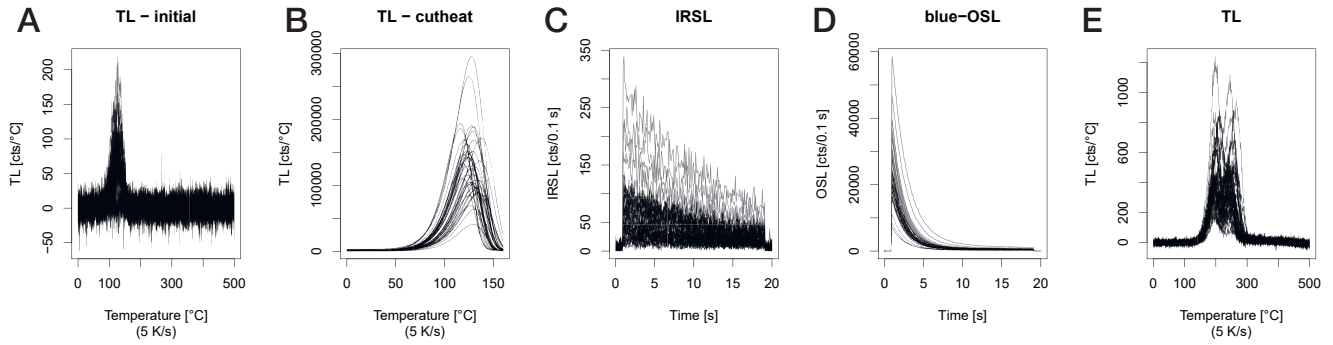 A
TL − initial
TL [cts/°C]
200
150
100
50
0
−50
0
100
300
500
Temperature [°C]
(5 K/s)
B
TL − cutheat
TL [cts/°C]
300000
200000
100000
0
0
50
100
150
Temperature [°C]
(5 K/s)
C
IRSL
IRSL [cts/0.1 s]
350
250
150
50
0
0
5
10
15
20
Time [s]
D
blue−OSL
OSL [cts/0.1 s]
60000
40000
20000
0
0
5
10
15
20
Time [s]
E
TL
TL [cts/°C]
1000
600
200
0
0
100
300
500
Temperature [°C]
(5 K/s)